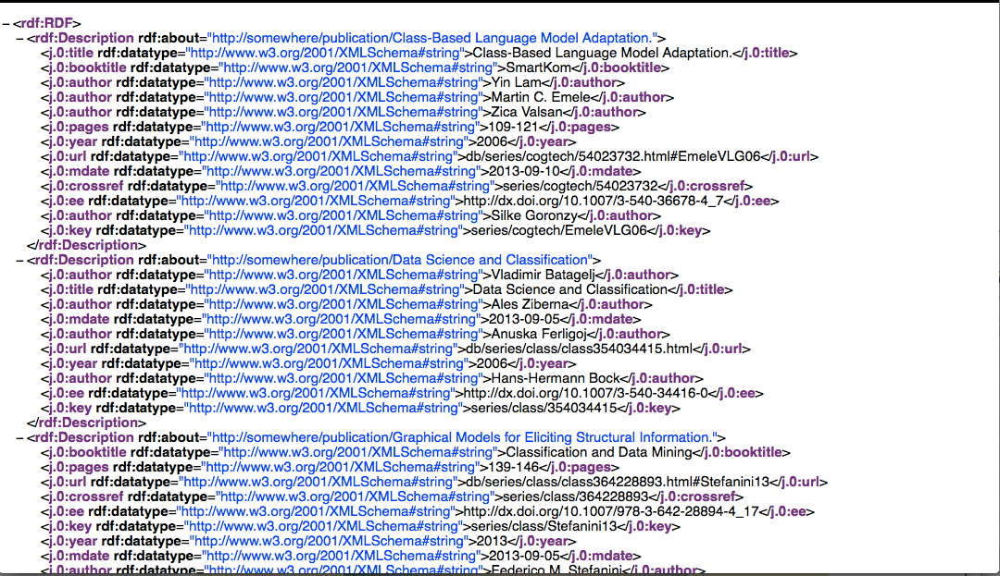 – <rdf:RDF>
– <rdf:Description rdf:about="http://somewhere/publication/Class-Based Language Model Adaptation.">
<j.0:title rdf:datatype="http://www.w3.org/2001/XMLSchema#string">Class-Based Language Model Adaptation.</j.0:title>
<j.0:booktitle rdf:datatype="http://www.w3.org/2001/XMLSchema#string">SmartKom</j.0:booktitle>
<j.0:author rdf:datatype="http://www.w3.org/2001/XMLSchema#string">Yin Lam</j.0:author>
<j.0:author rdf:datatype="http://www.w3.org/2001/XMLSchema#string">Martin C. Emele</j.0:author>
<j.0:author rdf:datatype="http://www.w3.org/2001/XMLSchema#string">Zica Valsan</j.0:author>
<j.0:pages rdf:datatype="http://www.w3.org/2001/XMLSchema#string">109-121</j.0:pages>
<j.0:year rdf:datatype="http://www.w3.org/2001/XMLSchema#string">2006</j.0:year>
<j.0:url rdf:datatype="http://www.w3.org/2001/XMLSchema#string">db/series/cogtech/54023732.html#EmeleVLG06</j.0:url>
<j.0:mdate rdf:datatype="http://www.w3.org/2001/XMLSchema#string">2013-09-10</j.0:mdate>
<j.0:crossref rdf:datatype="http://www.w3.org/2001/XMLSchema#string">series/cogtech/54023732</j.0:crossref>
<j.0:ee rdf:datatype="http://www.w3.org/2001/XMLSchema#string">http://dx.doi.org/10.1007/3-540-36678-4_7</j.0:ee>
<j.0:author rdf:datatype="http://www.w3.org/2001/XMLSchema#string">Silke Goronzy</j.0:author>
<j.0:key rdf:datatype="http://www.w3.org/2001/XMLSchema#string">series/cogtech/EmeleVLG06</j.0:key>
</rdf:Description>
– <rdf:Description rdf:about="http://somewhere/publication/Data Science and Classification">
<j.0:author rdf:datatype="http://www.w3.org/2001/XMLSchema#string">Vladimir Batagelj</j.0:author>
<j.0:title rdf:datatype="http://www.w3.org/2001/XMLSchema#string">Data Science and Classification</j.0:title>
<j.0:author rdf:datatype="http://www.w3.org/2001/XMLSchema#string">Ales Ziberna</j.0:author>
<j.0:mdate rdf:datatype="http://www.w3.org/2001/XMLSchema#string">2013-09-05</j.0:mdate>
<j.0:author rdf:datatype="http://www.w3.org/2001/XMLSchema#string">Anuska Ferligoj</j.0:author>
<j.0:url rdf:datatype="http://www.w3.org/2001/XMLSchema#string">db/series/class/class354034415.html</j.0:url>
<j.0:year rdf:datatype="http://www.w3.org/2001/XMLSchema#string">2006</j.0:year>
<j.0:author rdf:datatype="http://www.w3.org/2001/XMLSchema#string">Hans-Hermann Bock</j.0:author>
<j.0:ee rdf:datatype="http://www.w3.org/2001/XMLSchema#string">http://dx.doi.org/10.1007/3-540-34416-0</j.0:ee>
<j.0:key rdf:datatype="http://www.w3.org/2001/XMLSchema#string">series/class/354034415</j.0:key>
</rdf:Description>
– <rdf:Description rdf:about="http://somewhere/publication/Graphical Models for Eliciting Structural Information.">
<j.0:booktitle rdf:datatype="http://www.w3.org/2001/XMLSchema#string">Classification and Data Mining</j.0:booktitle>
<j.0:pages rdf:datatype="http://www.w3.org/2001/XMLSchema#string">139-146</j.0:pages>
<j.0:url rdf:datatype="http://www.w3.org/2001/XMLSchema#string">db/series/class/class364228893.html#Stefanini13</j.0:url>
<j.0:crossref rdf:datatype="http://www.w3.org/2001/XMLSchema#string">series/class/364228893</j.0:crossref>
<j.0:ee rdf:datatype="http://www.w3.org/2001/XMLSchema#string">http://dx.doi.org/10.1007/978-3-642-28894-4_17</j.0:ee>
<j.0:key rdf:datatype="http://www.w3.org/2001/XMLSchema#string">series/class/Stefanini13</j.0:key>
<j.0:year rdf:datatype="http://www.w3.org/2001/XMLSchema#string">2013</j.0:year>
<j.0:mdate rdf:datatype="http://www.w3.org/2001/XMLSchema#string">2013-09-05</j.0:mdate>
<j.0:author rdf:datatype="http://www.w3.org/2001/XMLSchema#string">Federico M. Stefanini</j.0:author>